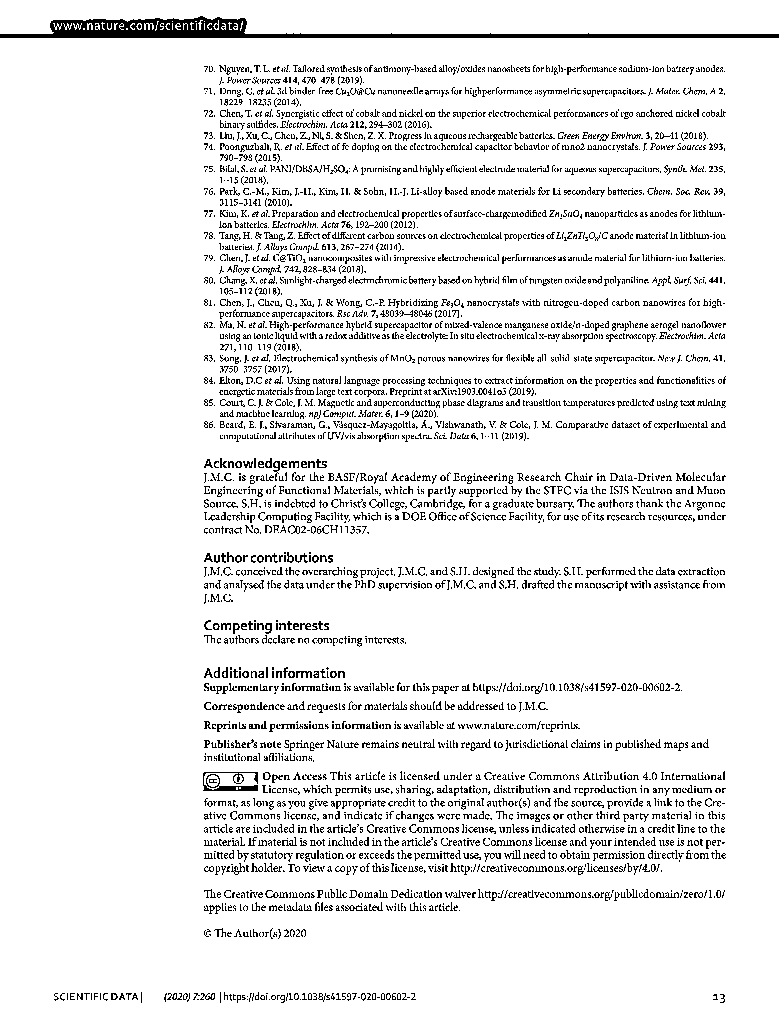 www.nature.com/scientificdata/
70. Nguyen, T. L. et al. Tailored synthesis of antimony-based alloy/oxides nanosheets for high-performance sodium-ion battery anodes.
J. Power Sources 414, 470–478 (2019).
71. Dong, C. et al. 3d binder-free Cu2O@Cu nanoneedle arrays for highperformance asymmetric supercapacitors. J. Mater. Chem. A 2,
18229–18235 (2014).
72. Chen, T. et al. Synergistic effect of cobalt and nickel on the superior electrochemical performances of rgo anchored nickel cobalt
binary sulfides. Electrochim. Acta 212, 294–302 (2016).
73. Liu, J., Xu, C., Chen, Z., Ni, S. & Shen, Z. X. Progress in aqueous rechargeable batteries. Green Energy Environ. 3, 20–41 (2018).
74. Poonguzhali, R. et al. Effect of fe doping on the electrochemical capacitor behavior of mno2 nanocrystals. J. Power Sources 293,
790–798 (2015).
75. Bilal, S. et al. PANI/DBSA/H2SO4: A promising and highly efficient electrode material for aqueous supercapacitors. Synth. Met. 235,
1–15 (2018).
76. Park, C.-M., Kim, J.-H., Kim, H. & Sohn, H.-J. Li-alloy based anode materials for Li secondary batteries. Chem. Soc. Rev. 39,
3115–3141 (2010).
77. Kim, K. et al. Preparation and electrochemical properties of surface-chargemodified Zn2SnO4 nanoparticles as anodes for lithium-
ion batteries. Electrochim. Acta 76, 192–200 (2012).
78. Tang, H. & Tang, Z. Effect of different carbon sources on electrochemical properties of Li2ZnTi3O8/C anode material in lithium-ion
batteries. J. Alloys Compd. 613, 267–274 (2014).
79. Chen, J. et al. C@TiO2 nanocomposites with impressive electrochemical performances as anode material for lithium-ion batteries.
J. Alloys Compd. 742, 828–834 (2018).
80. Chang, X. et al. Sunlight-charged electrochromic battery based on hybrid film of tungsten oxide and polyaniline. Appl. Surf. Sci. 441,
105–112 (2018).
81. Chen, J., Chou, Q., Xu, J. & Wong, C.-P. Hybridizing Fe3O4 nanocrystals with nitrogen-doped carbon nanowires for high-
performance supercapacitors. Rsc Adv. 7, 48039–48046 (2017).
82. Ma, N. et al. High-performance hybrid supercapacitor of mixed-valence manganese oxide/n-doped graphene aerogel nanoflower
using an ionic liquid with a redox additive as the electrolyte: In situ electrochemical x-ray absorption spectroscopy. Electrochim. Acta
271, 110–119 (2018).
83. Song, J. et al. Electrochemical synthesis of MnO2 porous nanowires for flexible all-solid-state supercapacitor. New J. Chem. 41,
3750–3757 (2017).
84. Elton, D.C et al. Using natural language processing techniques to extract information on the properties and functionalities of
energetic materials from large text corpora. Preprint at arXiv:1903.00415 (2019).
85. Court, C. J. & Cole, J. M. Magnetic and superconducting phase diagrams and transition temperatures predicted using text mining
and machine learning. npj Comput. Mater. 6, 1–9 (2020).
86. Beard, E. J., Sivaraman, G., Vázquez-Mayagoitia, Á., Vishwanath, V. & Cole, J. M. Comparative dataset of experimental and
computational attributes of UV/vis absorption spectra. Sci. Data 6, 1–11 (2019).
Acknowledgements
J.M.C. is grateful for the BASF/Royal Academy of Engineering Research Chair in Data-Driven Molecular
Engineering of Functional Materials, which is partly supported by the STFC via the ISIS Neutron and Muon
Source. S.H. is indebted to Christ's College, Cambridge, for a graduate bursary. The authors thank the Argonne
Leadership Computing Facility, which is a DOE Office of Science Facility, for use of its research resources, under
contract No. DEAC02-06CH11357.
Author contributions
J.M.C. conceived the overarching project. J.M.C. and S.H. designed the study. S.H. performed the data extraction
and analysed the data under the PhD supervision of J.M.C. and S.H. drafted the manuscript with assistance from
J.M.C.
Competing interests
The authors declare no competing interests.
Additional information
Supplementary information is available for this paper at https://doi.org/10.1038/s41597-020-00602-2.
Correspondence and requests for materials should be addressed to J.M.C.
Reprints and permissions information is available at www.nature.com/reprints.
Publisher's note Springer Nature remains neutral with regard to jurisdictional claims in published maps and
institutional affiliations.
Open Access This article is licensed under a Creative Commons Attribution 4.0 International
License, which permits use, sharing, adaptation, distribution and reproduction in any medium or
format, as long as you give appropriate credit to the original author(s) and the source, provide a link to the Cre-
ative Commons license, and indicate if changes were made. The images or other third party material in this
article are included in the article's Creative Commons license, unless indicated otherwise in a credit line to the
material. If material is not included in the article's Creative Commons license and your intended use is not per-
mitted by statutory regulation or exceeds the permitted use, you will need to obtain permission directly from the
copyright holder. To view a copy of this license, visit http://creativecommons.org/licenses/by/4.0/.
The Creative Commons Public Domain Dedication waiver http://creativecommons.org/publicdomain/zero/1.0/
applies to the metadata files associated with this article.
© The Author(s) 2020
SCIENTIFIC DATA | (2020) 7:260 | https://doi.org/10.1038/s41597-020-00602-2 13